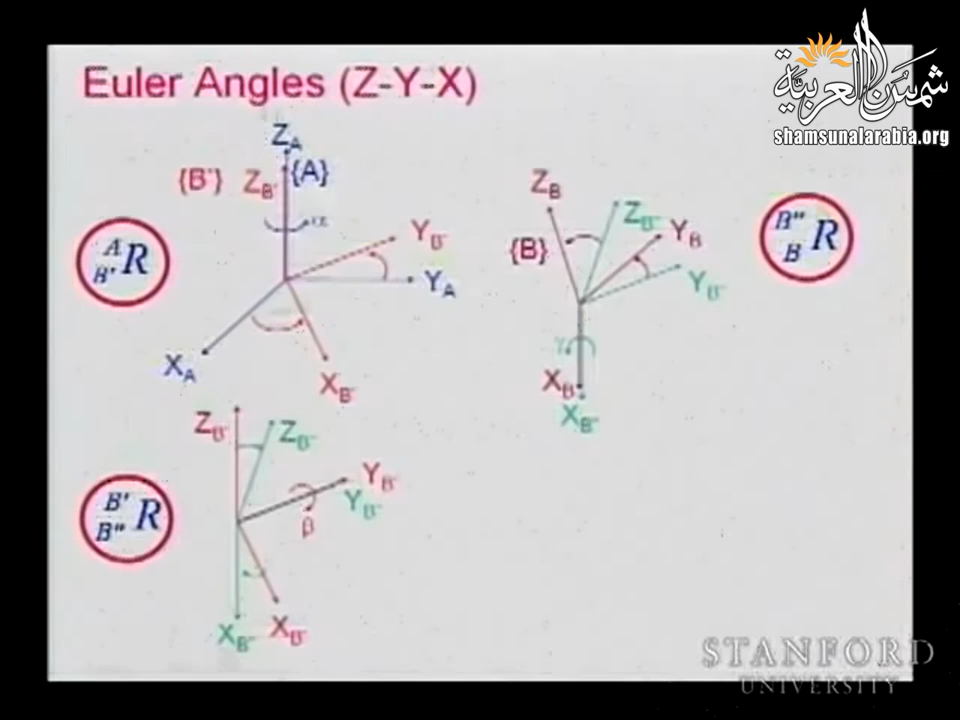 Euler Angles (Z-Y-X)
شمس العربية
shamsunalarabia.org
Z_A
{B'} Z_B' {A}
α
Y_B'
Y_A
A
B' R
X_A
X_B'
Z_B
Z_B"
Y_B
{B}
Y_B"
B"
B R
γ
X_B
X_B"
Z_B'
Z_B"
Y_B'
Y_B"
β
B'
B" R
X_B"
X_B'
STANFORD
UNIVERSITY